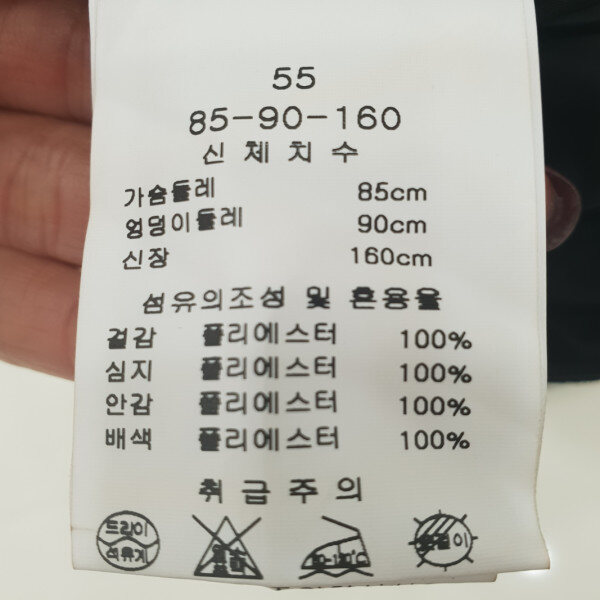 55
85-90-160
신체치수
가슴둘레 85cm
엉덩이둘레 90cm
신장 160cm
섬유의조성 및 혼용율
겉감 폴리에스터 100%
심지 폴리에스터 100%
안감 폴리에스터 100%
배색 폴리에스터 100%
취급주의
드라이
석유계